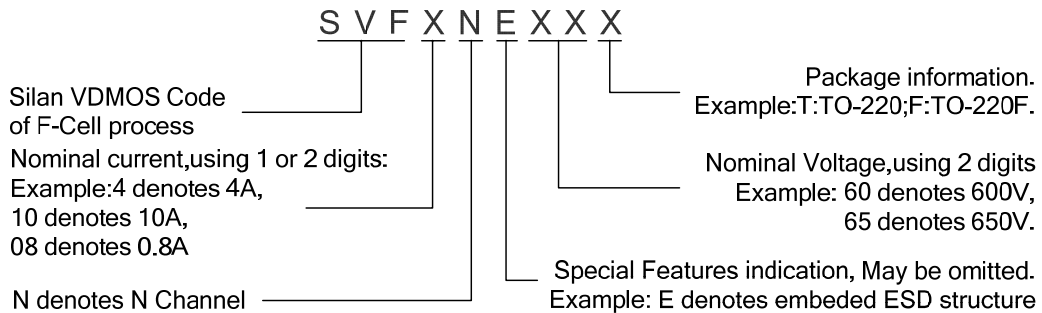 S V F X N E X X X
Silan VDMOS Code
of F-Cell process
Nominal current,using 1 or 2 digits:
Example:4 denotes 4A,
10 denotes 10A,
08 denotes 0.8A
N denotes N Channel
Package information.
Example:T:TO-220;F:TO-220F.
Nominal Voltage,using 2 digits
Example: 60 denotes 600V,
65 denotes 650V.
Special Features indication, May be omitted.
Example: E denotes embeded ESD structure